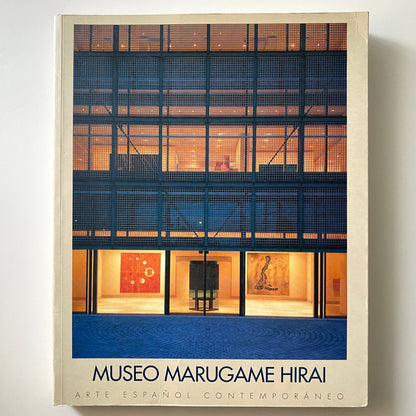 MUSEO MARUGAME HIRAI
ARTE ESPAÑOL CONTEMPORÁNEO